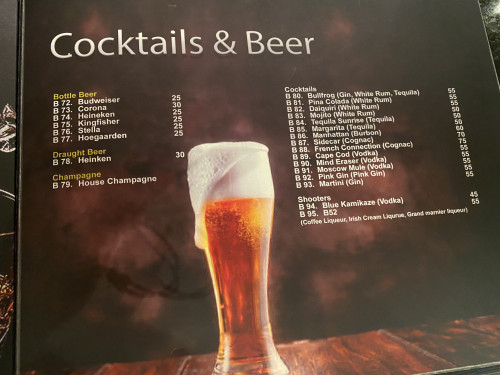 Cocktails & Beer
Bottle Beer
B 72. Budweiser 25
B 73. Corona 30
B 74. Heineken 25
B 75. Kingfisher 25
B 76. Stella 25
B 77. Hoegaarden 25
Draught Beer
B 78. Heinken 30
Champagne
B 79. House Champagne
Cocktails
B 80. Bullfrog (Gin, White Rum, Tequila) 55
B 81. Pina Colada (White Rum) 55
B 82. Daiquiri (White Rum) 50
B 83. Mojito (White Rum) 55
B 84. Tequila Sunrise (Tequila) 50
B 85. Margarita (Tequila) 50
B 86. Manhattan (Burbon) 60
B 87. Sidecar (Cognac) 70
B 88. French Connection (Cognac) 75
B 89. Cape Cod (Vodka) 55
B 90. Mind Eraser (Vodka) 55
B 91. Moscow Mule (Vodka) 55
B 92. Pink Gin (Pink Gin) 55
B 93. Martini (Gin) 55
Shooters
B 94. Blue Kamikaze (Vodka) 45
B 95. B52 55
(Coffee Liqueur, Irish Cream Liqurue, Grand marnier liqueur)